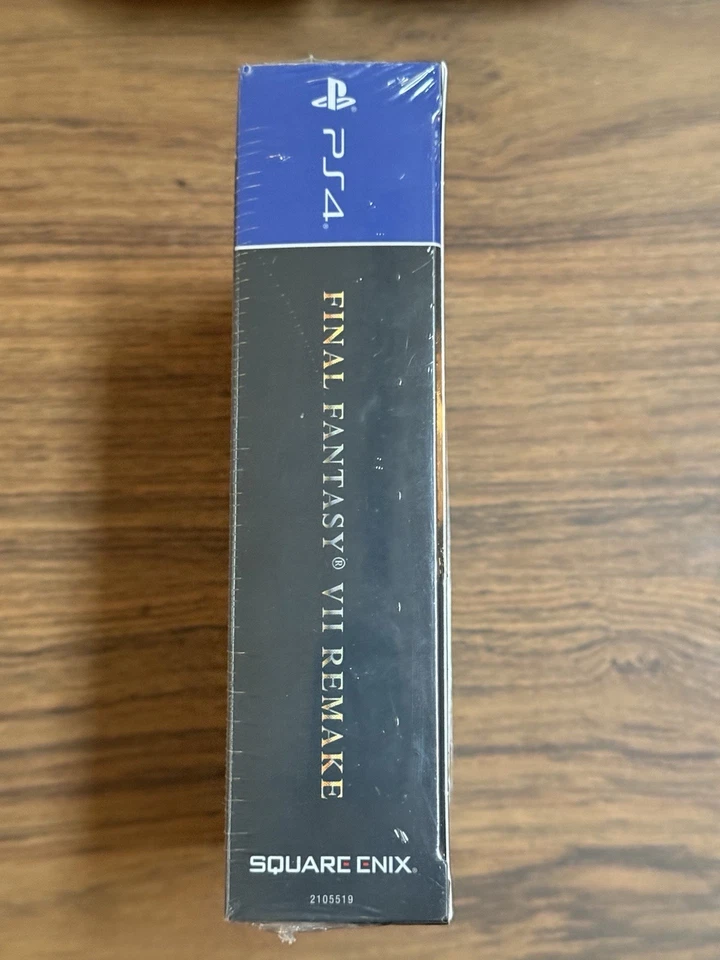 PS4®
FINAL FANTASY® VII REMAKE
SQUARE ENIX®
2105519